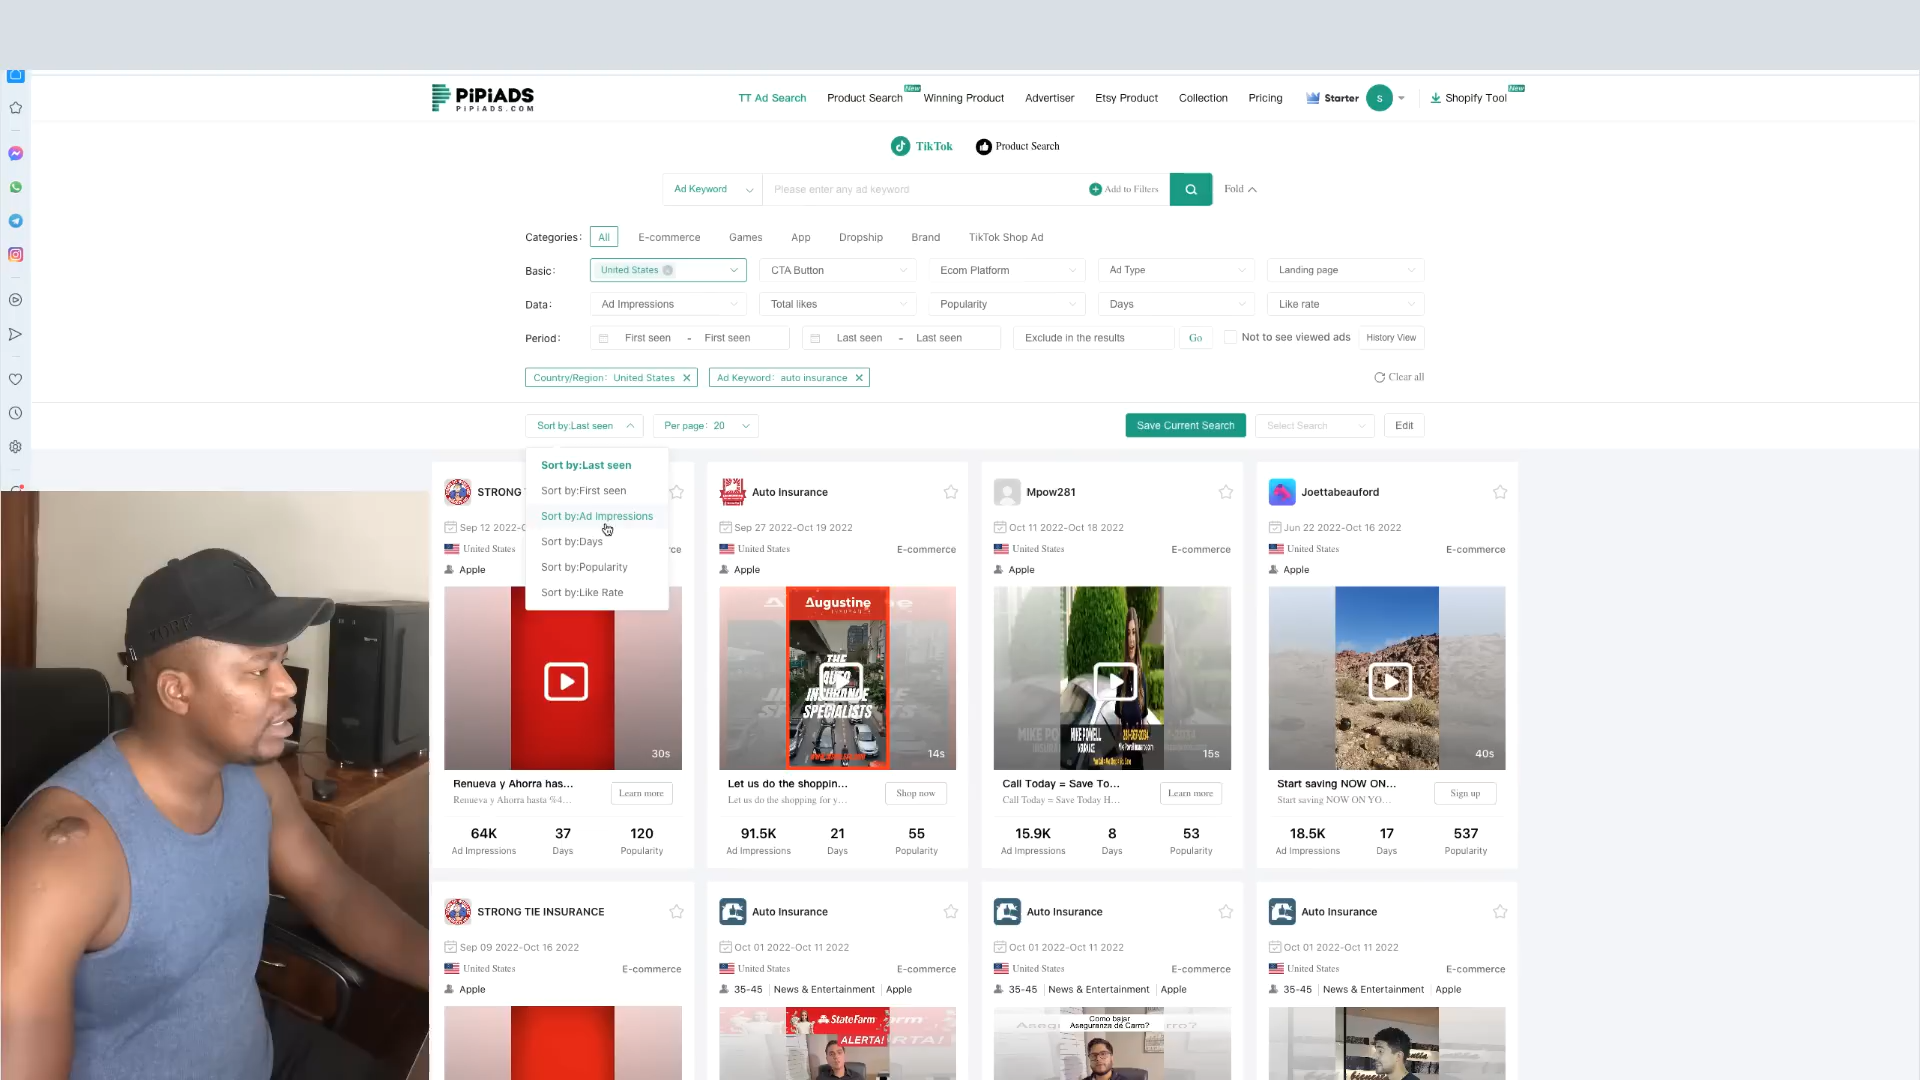 PiPiADS
PiPiADS.COM
TT Ad Search
Product Search
New
Winning Product
Advertiser
Etsy Product
Collection
Pricing
Starter
S
Shopify Tool
New
TikTok
Product Search
Ad Keyword
Please enter any ad keyword
Add to Filters
Fold
Categories: All E-commerce Games App Dropship Brand TikTok Shop Ad
Basic: United States CTA Button Ecom Platform Ad Type Landing page
Data: Ad Impressions Total likes Popularity Days Like rate
Period: First seen - First seen Last seen - Last seen Exclude in the results Go Not to see viewed ads History View
Country/Region: United States Ad Keyword: auto insurance Clear all
Sort by:Last seen Per page: 20 Save Current Search Select Search Edit
Sort by:Last seen
Sort by:First seen
Sort by:Ad Impressions
Sort by:Days
Sort by:Popularity
Sort by:Like Rate
STRONG
Sep 12 2022-O
United States
ce
Apple
30s
Renueva y Ahorra has...
Renueva y Ahorra hasta %4...
Learn more
64K 37 120
Ad Impressions Days Popularity
Auto Insurance
Sep 27 2022-Oct 19 2022
United States E-commerce
Apple
Augustine
THE
AUTO
INSURANCE
SPECIALISTS
14s
Let us do the shoppin...
Let us do the shopping for y...
Shop now
91.5K 21 55
Ad Impressions Days Popularity
Mpow281
Oct 11 2022-Oct 18 2022
United States E-commerce
Apple
MIKE POWELL
15s
Call Today = Save To...
Call Today = Save Today H...
Learn more
15.9K 8 53
Ad Impressions Days Popularity
Joettabeauford
Jun 22 2022-Oct 16 2022
United States E-commerce
Apple
40s
Start saving NOW ON...
Start saving NOW ON YO...
Sign up
18.5K 17 537
Ad Impressions Days Popularity
STRONG TIE INSURANCE
Sep 09 2022-Oct 16 2022
United States E-commerce
Apple
Auto Insurance
Oct 01 2022-Oct 11 2022
United States E-commerce
35-45 News & Entertainment Apple
StateFarm
ALERTA!
Auto Insurance
Oct 01 2022-Oct 11 2022
United States E-commerce
35-45 News & Entertainment Apple
Como bajar
Aseguranza de Carro?
Auto Insurance
Oct 01 2022-Oct 11 2022
United States E-commerce
35-45 News & Entertainment Apple